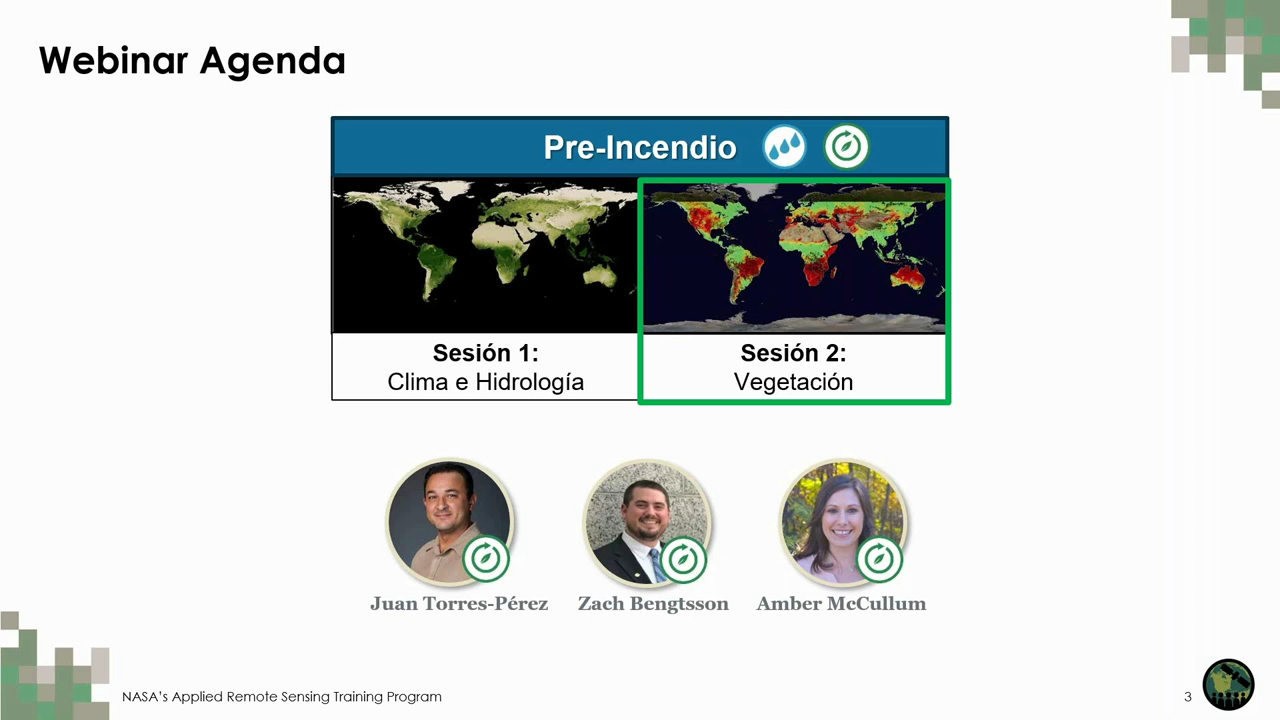 Webinar Agenda
Pre-Incendio
Sesión 1:
Clima e Hidrología
Sesión 2:
Vegetación
Juan Torres-Pérez
Zach Bengtsson
Amber McCullum
NASA's Applied Remote Sensing Training Program
3